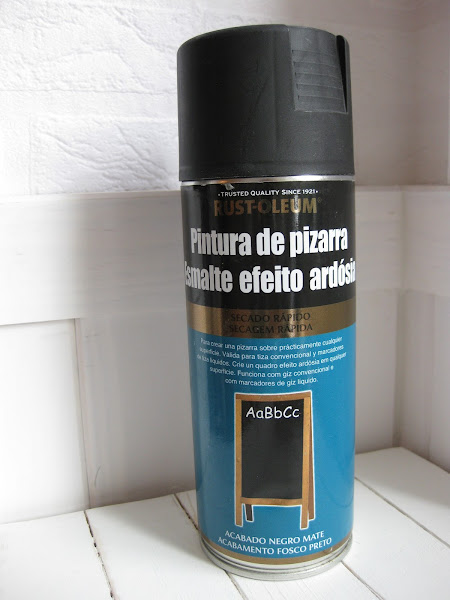 • TRUSTED QUALITY SINCE 1921 •
RUST-OLEUM
Pintura de pizarra
Esmalte efeito ardósia
SECADO RÁPIDO
SECAGEM RÁPIDA
Para crear una pizarra sobre prácticamente cualquier
superficie. Válida para tiza convencional y marcadores
de tiza líquidos. Crie um quadro efeito ardósia em qualquer
superfície. Funciona com giz convencional e
com marcadores de giz líquido.
AaBbCc
ACABADO NEGRO MATE
ACABAMENTO FOSCO PRETO